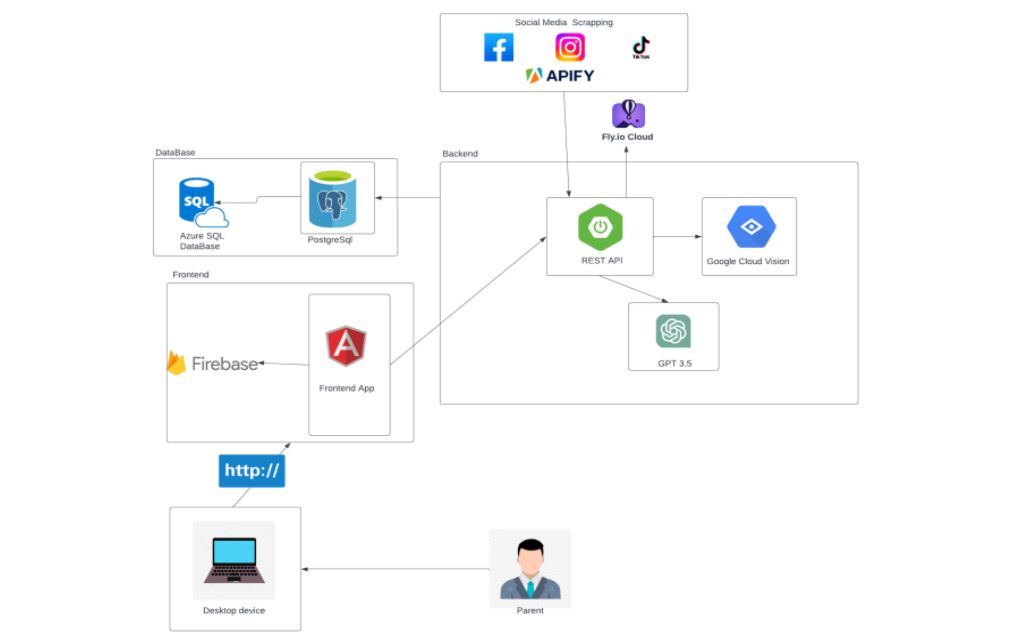 Social Media Scrapping
TikTok
APIFY
Fly.io Cloud
DataBase
Backend
SQL
Azure SQL
DataBase
PostgreSql
REST API
Google Cloud Vision
Frontend
Firebase
Frontend App
GPT 3.5
http://
Desktop device
Parent